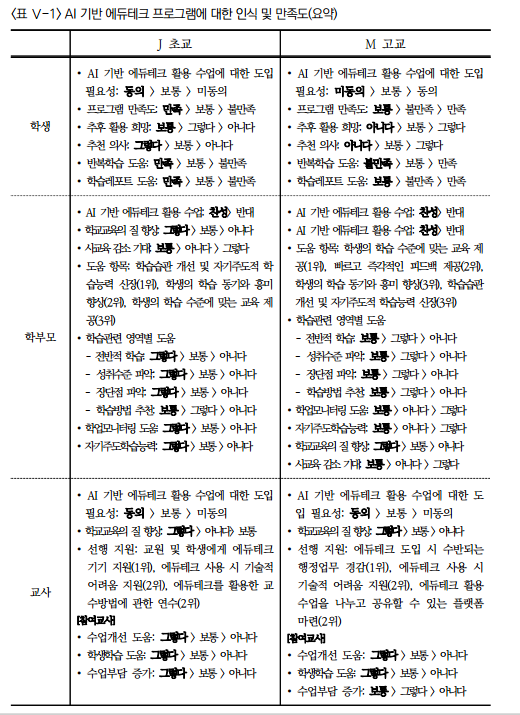 <표 V-1> AI 기반 에듀테크 프로그램에 대한 인식 및 만족도(요약)
J 초교
M 고교
학생
• AI 기반 에듀테크 활용 수업에 대한 도입
필요성: 동의 > 보통 > 미동의
• 프로그램 만족도: 만족 > 보통 > 불만족
• 추후 활용 희망: 보통 > 그렇다 > 아니다
• 추천 의사: 그렇다 > 보통 > 아니다
• 반복학습 도움: 만족 > 보통 > 불만족
• 학습레포트 도움: 만족 > 보통 > 불만족
• AI 기반 에듀테크 활용 수업에 대한 도입
필요성: 미동의 > 보통 > 동의
• 프로그램 만족도: 보통 > 불만족 > 만족
• 추후 활용 희망: 아니다 > 보통 > 그렇다
• 추천 의사: 아니다 > 보통 > 그렇다
• 반복학습 도움: 불만족 > 보통 > 만족
• 학습레포트 도움: 보통 > 불만족 > 만족
학부모
• AI 기반 에듀테크 활용 수업: 찬성> 반대
• 학교교육의 질 향상: 그렇다 > 보통 > 아니다
• 사교육 감소 기대: 보통 > 아니다 > 그렇다
• 도움 항목: 학습습관 개선 및 자기주도적 학
습능력 신장(1위), 학생의 학습 동기와 흥미
향상(2위), 학생의 학습 수준에 맞는 교육 제
공(3위)
• 학습관련 영역별 도움
- 전반적 학습: 그렇다 > 보통 > 아니다
- 성취수준 파악: 그렇다 > 보통 > 아니다
- 장단점 파악: 그렇다 > 보통 > 아니다
- 학습방법 추천: 보통 > 그렇다 > 아니다
• 학업모니터링 도움: 그렇다 > 보통 > 아니다
• 자기주도학습능력: 그렇다 > 보통 > 아니다
• AI 기반 에듀테크 활용 수업: 찬성> 반대
• AI 기반 에듀테크 활용 수업: 찬성> 반대
• 도움 항목: 학생의 학습 수준에 맞는 교육 제
공(1위), 빠르고 즉각적인 피드백 제공(2위),
학생의 학습 동기와 흥미 향상(3위), 학습습관
개선 및 자기주도적 학습능력 신장(3위)
• 학습관련 영역별 도움
- 전반적 학습: 보통 > 그렇다 > 아니다
- 성취수준 파악: 보통 > 그렇다 > 아니다
- 장단점 파악: 보통 > 그렇다 > 아니다
- 학습방법 추천: 보통 > 그렇다 > 아니다
• 학업모니터링 도움: 보통 > 아니다 > 그렇다
• 자기주도학습능력: 보통 > 아니다 > 그렇다
• 학교교육의 질 향상: 그렇다 > 보통 > 아니다
• 사교육 감소 기대: 보통 > 아니다 > 그렇다
교사
• AI 기반 에듀테크 활용 수업에 대한 도입
필요성: 동의 > 보통 > 미동의
• 학교교육의 질 향상: 그렇다 > 아니다> 보통
• 선행 지원: 교원 및 학생에게 에듀테크
기기 지원(1위), 에듀테크 사용 시 기술적
어려움 지원(2위), 에듀테크를 활용한 교
수방법에 관한 연수(2위)
[참여교사]
• 수업개선 도움: 그렇다 > 보통 > 아니다
• 학생학습 도움: 그렇다 > 보통 > 아니다
• 수업부담 증가: 그렇다 > 보통 > 아니다
• AI 기반 에듀테크 활용 수업에 대한 도
입 필요성: 동의 > 보통 > 미동의
• 학교교육의 질 향상: 그렇다 > 보통 > 아니다
• 선행 지원: 에듀테크 도입 시 수반되는
행정업무 경감(1위), 에듀테크 사용 시
기술적 어려움 지원(2위), 에듀테크 활용
수업을 나누고 공유할 수 있는 플랫폼
마련(2위)
[참여교사]
• 수업개선 도움: 그렇다 > 보통 > 아니다
• 학생학습 도움: 그렇다 > 보통 > 아니다
• 수업부담 증가: 보통 > 그렇다 > 아니다